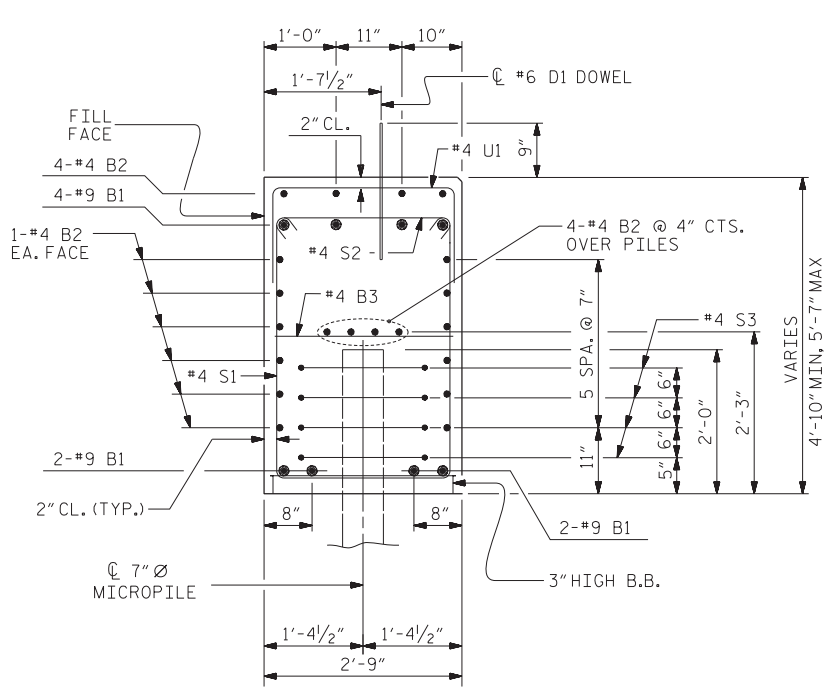 1'-0"
11"
10"
1'-7½"
℄ #6 D1 DOWEL
FILL
FACE
2" CL.
#4 U1
9"
4-#4 B2
4-#9 B1
1-#4 B2
EA. FACE
#4 S2
4-#4 B2 @ 4" CTS.
OVER PILES
#4 B3
#4 S3
#4 S1
5 SPA. @ 7"
6"
6"
6"
5"
11"
2'-0"
2'-3"
VARIES
4'-10" MIN, 5'-7" MAX
2-#9 B1
2" CL. (TYP.)
8"
8"
2-#9 B1
℄ 7" Ø
MICROPILE
3" HIGH B.B.
1'-4½"
1'-4½"
2'-9"